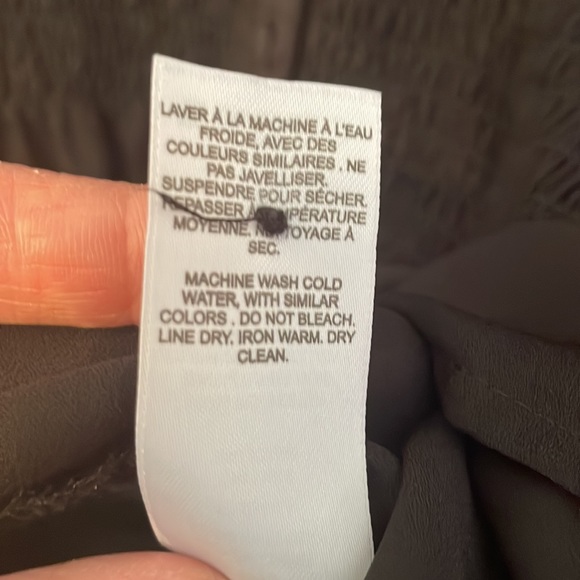 LAVER À LA MACHINE À L'EAU
FROIDE, AVEC DES
COULEURS SIMILAIRES . NE
PAS JAVELLISER.
SUSPENDRE POUR SÉCHER.
MOYENNE. À
SEC.
MACHINE WASH COLD
WATER, WITH SIMILAR
COLORS . DO NOT BLEACH.
LINE DRY. IRON WARM. DRY
CLEAN.